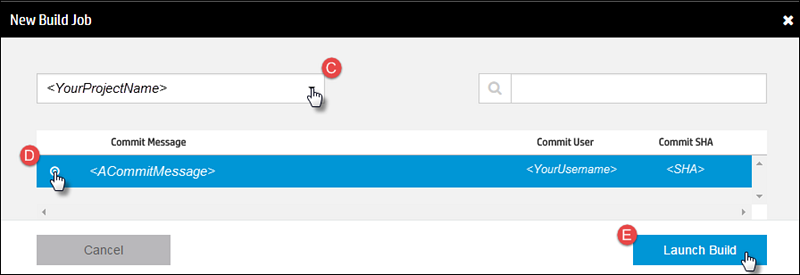 New Build Job
C
<YourProjectName>
Commit Message Commit User Commit SHA
D
<ACommitMessage> <YourUsername> <SHA>
E
Cancel Launch Build